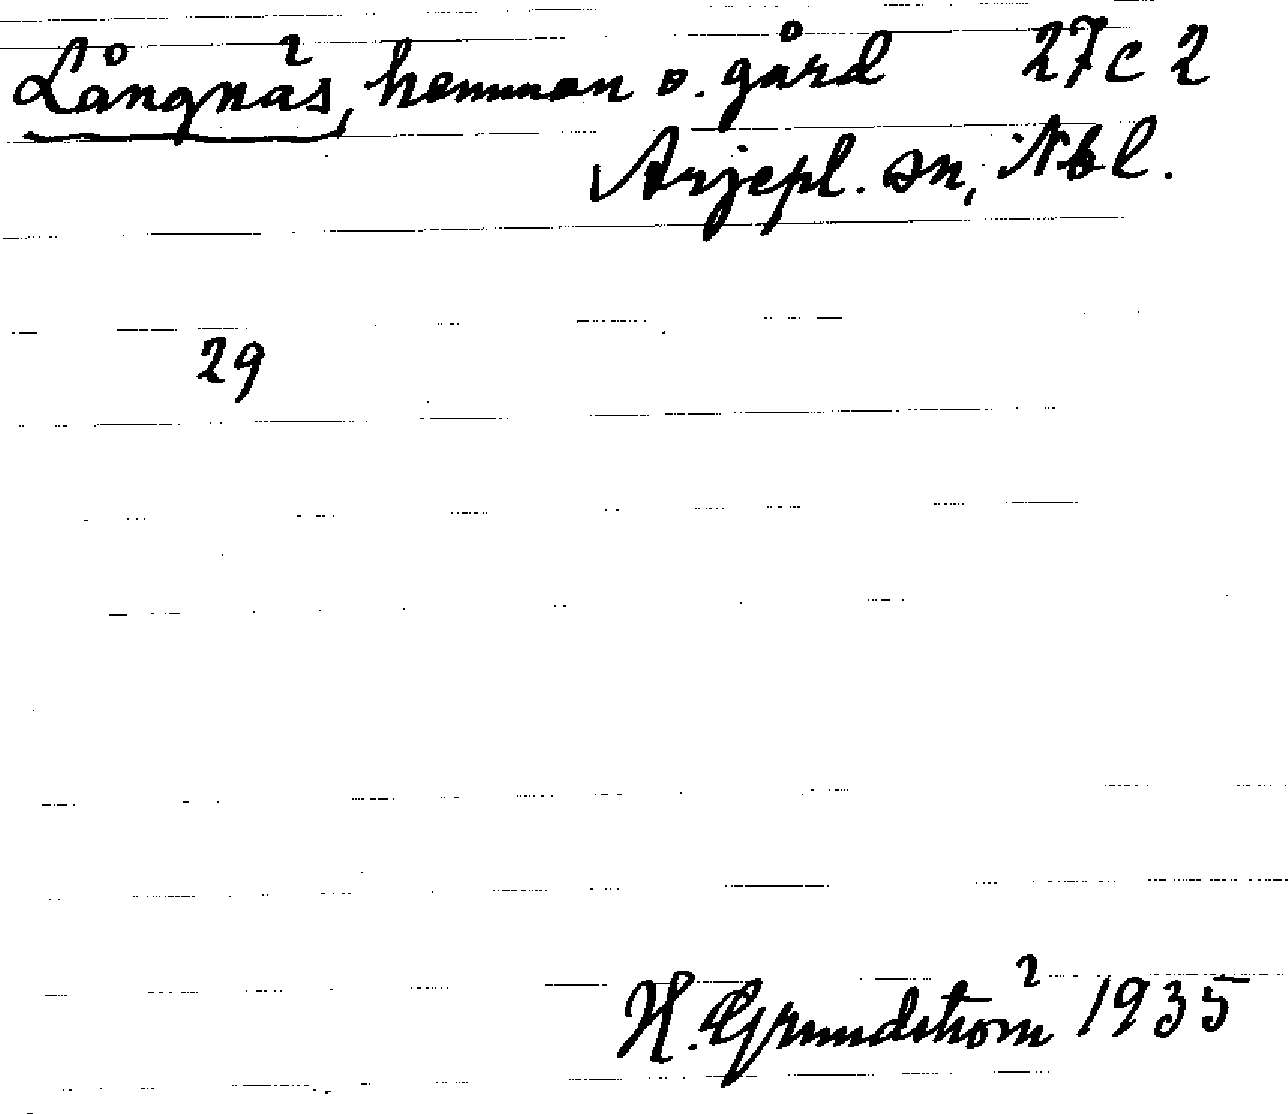 Långnäs, hemman o. gård 27c 2
Arjepl. sn, Nbl.
29
H. Grundström 1935